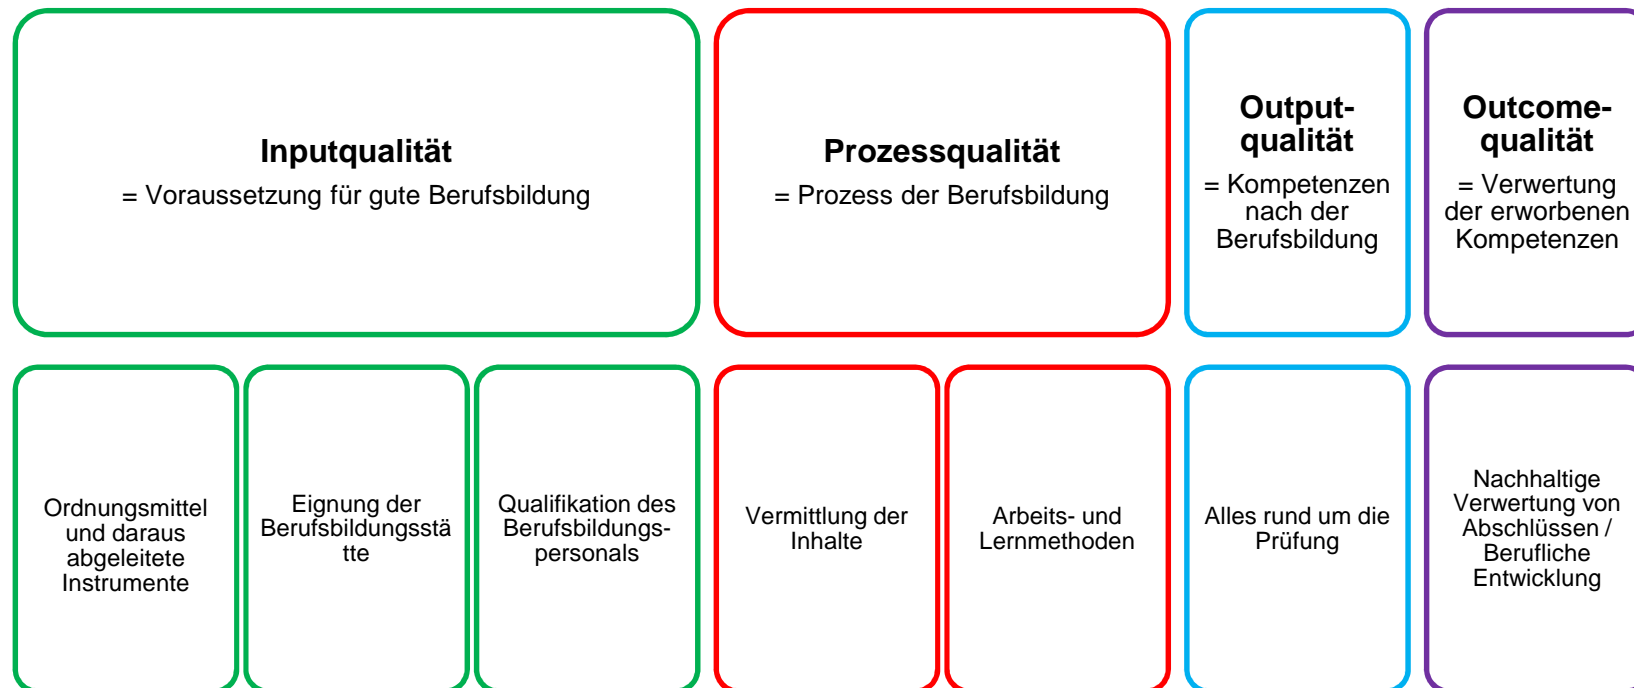 Inputqualität
= Voraussetzung für gute Berufsbildung
Prozessqualität
= Prozess der Berufsbildung
Output-
qualität
= Kompetenzen
nach der
Berufsbildung
Outcome-
qualität
= Verwertung
der erworbenen
Kompetenzen
Ordnungsmittel
und daraus
abgeleitete
Instrumente
Eignung der
Berufsbildungsstä
tte
Qualifikation des
Berufsbildungs-
personals
Vermittlung der
Inhalte
Arbeits- und
Lernmethoden
Alles rund um die
Prüfung
Nachhaltige
Verwertung von
Abschlüssen /
Berufliche
Entwicklung